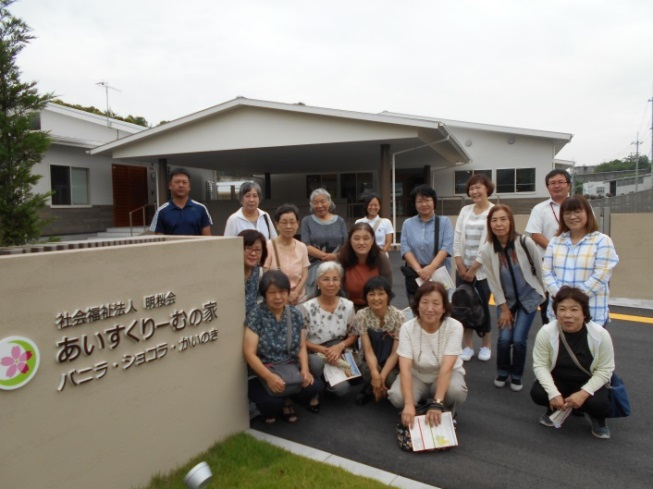 社会福祉法人 明桜会
あいすくりーむの家
バニラ・ショコラ・かいのき